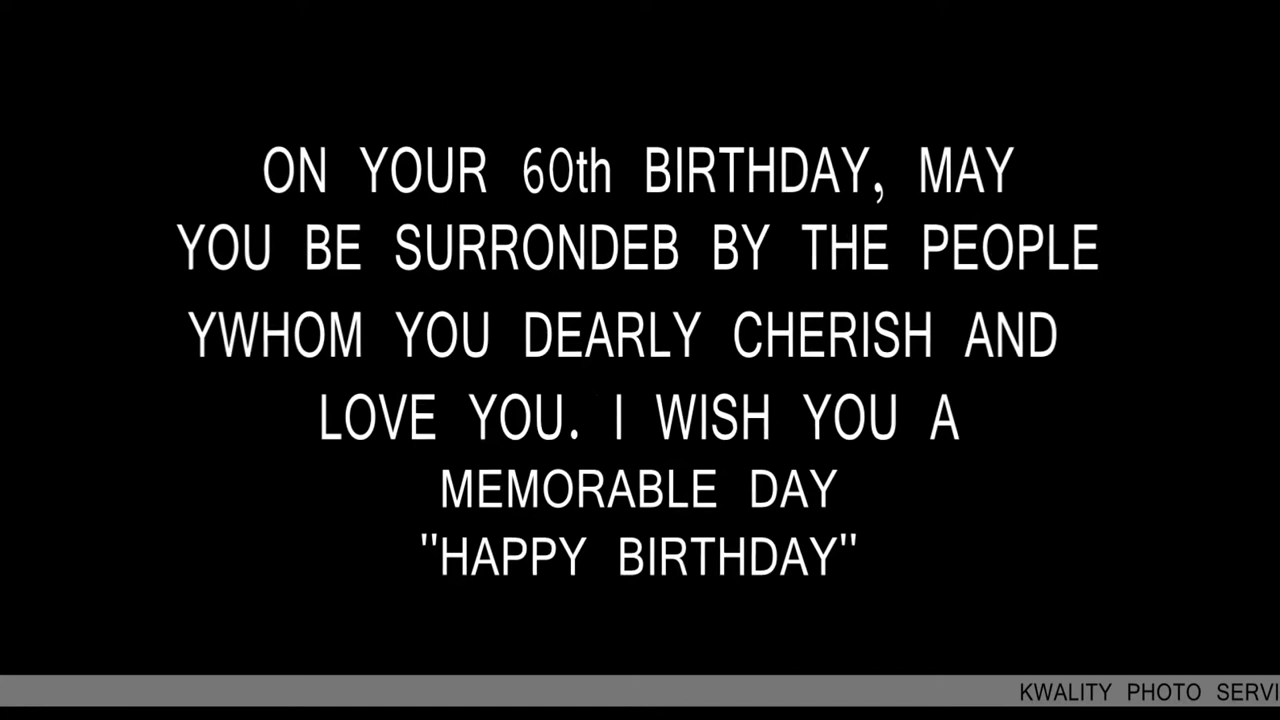 ON YOUR 60th BIRTHDAY, MAY
YOU BE SURRONDEB BY THE PEOPLE
YWHOM YOU DEARLY CHERISH AND
LOVE YOU. I WISH YOU A
MEMORABLE DAY
"HAPPY BIRTHDAY"
KWALITY PHOTO SERVI